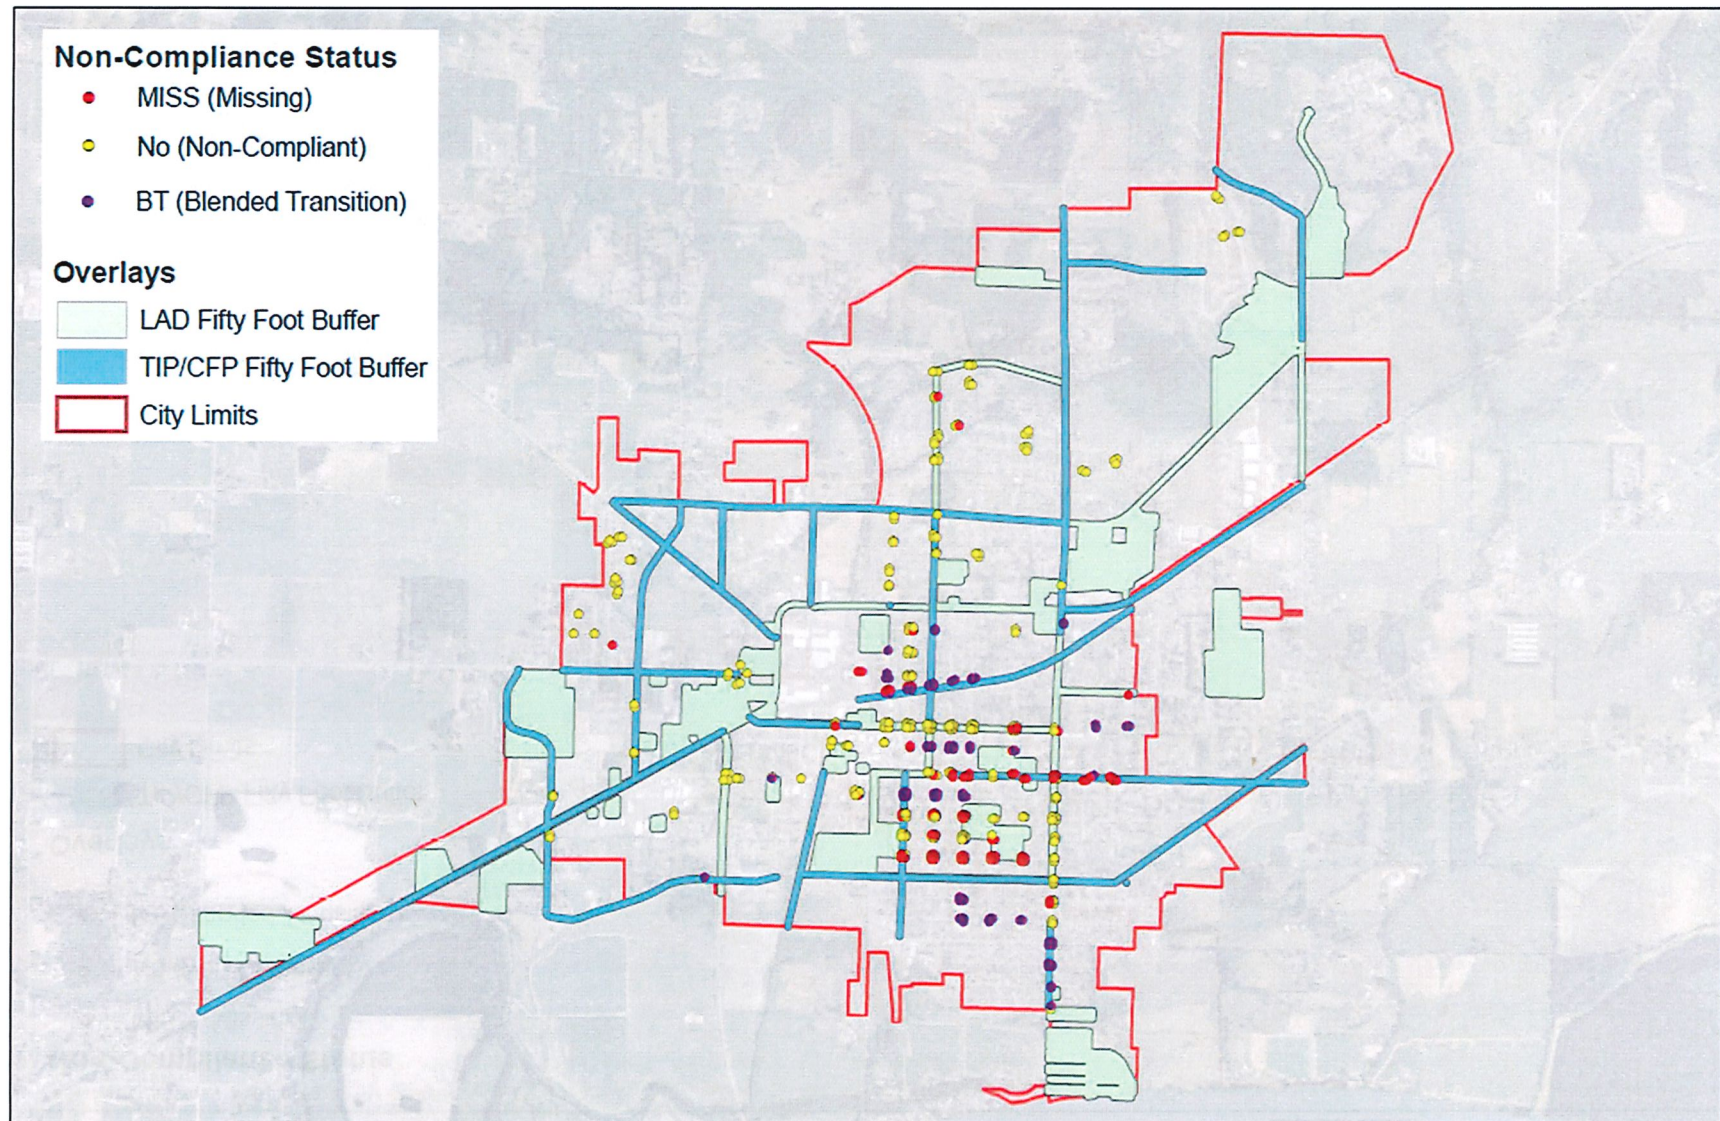 Non-Compliance Status
MISS (Missing)
No (Non-Compliant)
BT (Blended Transition)
Overlays
LAD Fifty Foot Buffer
TIP/CFP Fifty Foot Buffer
City Limits